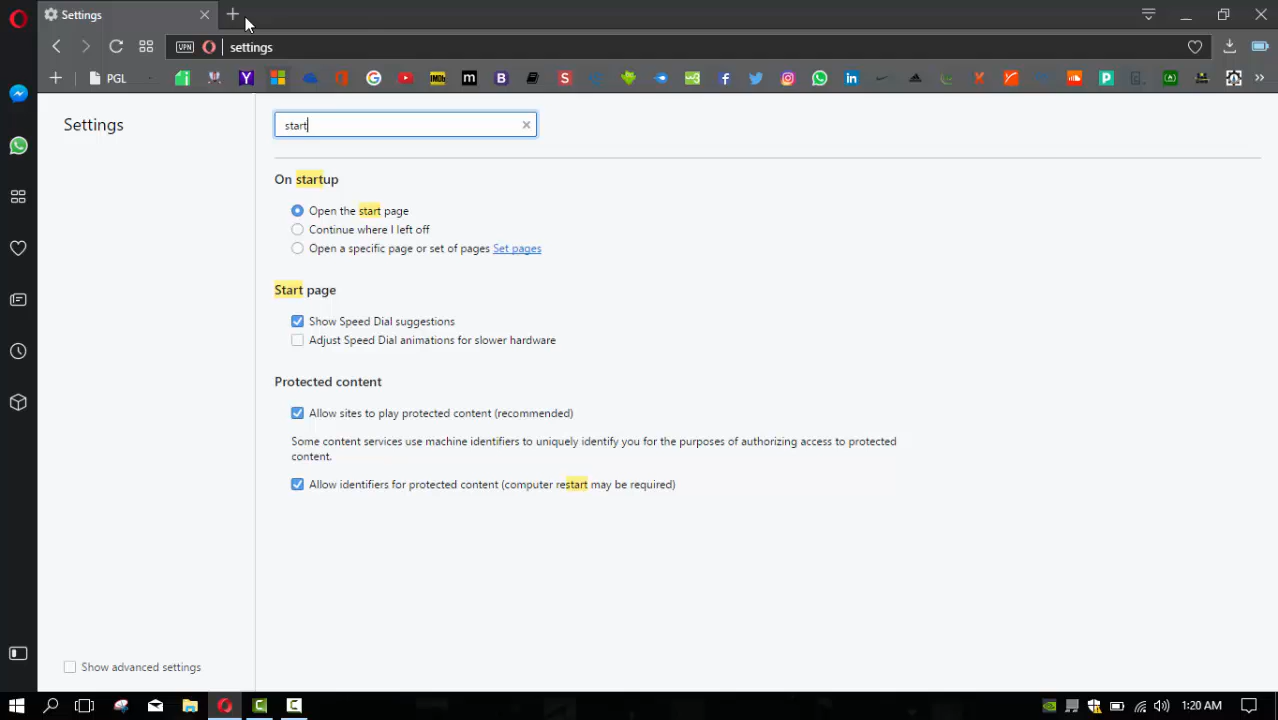 Settings
VPN settings
PGL
IMDb m B S W3
Settings
start
On startup
Open the start page
Continue where I left off
Open a specific page or set of pages Set pages
Start page
Show Speed Dial suggestions
Adjust Speed Dial animations for slower hardware
Protected content
Allow sites to play protected content (recommended)
Some content services use machine identifiers to uniquely identify you for the purposes of authorizing access to protected
content.
Allow identifiers for protected content (computer restart may be required)
Show advanced settings
1:20 AM